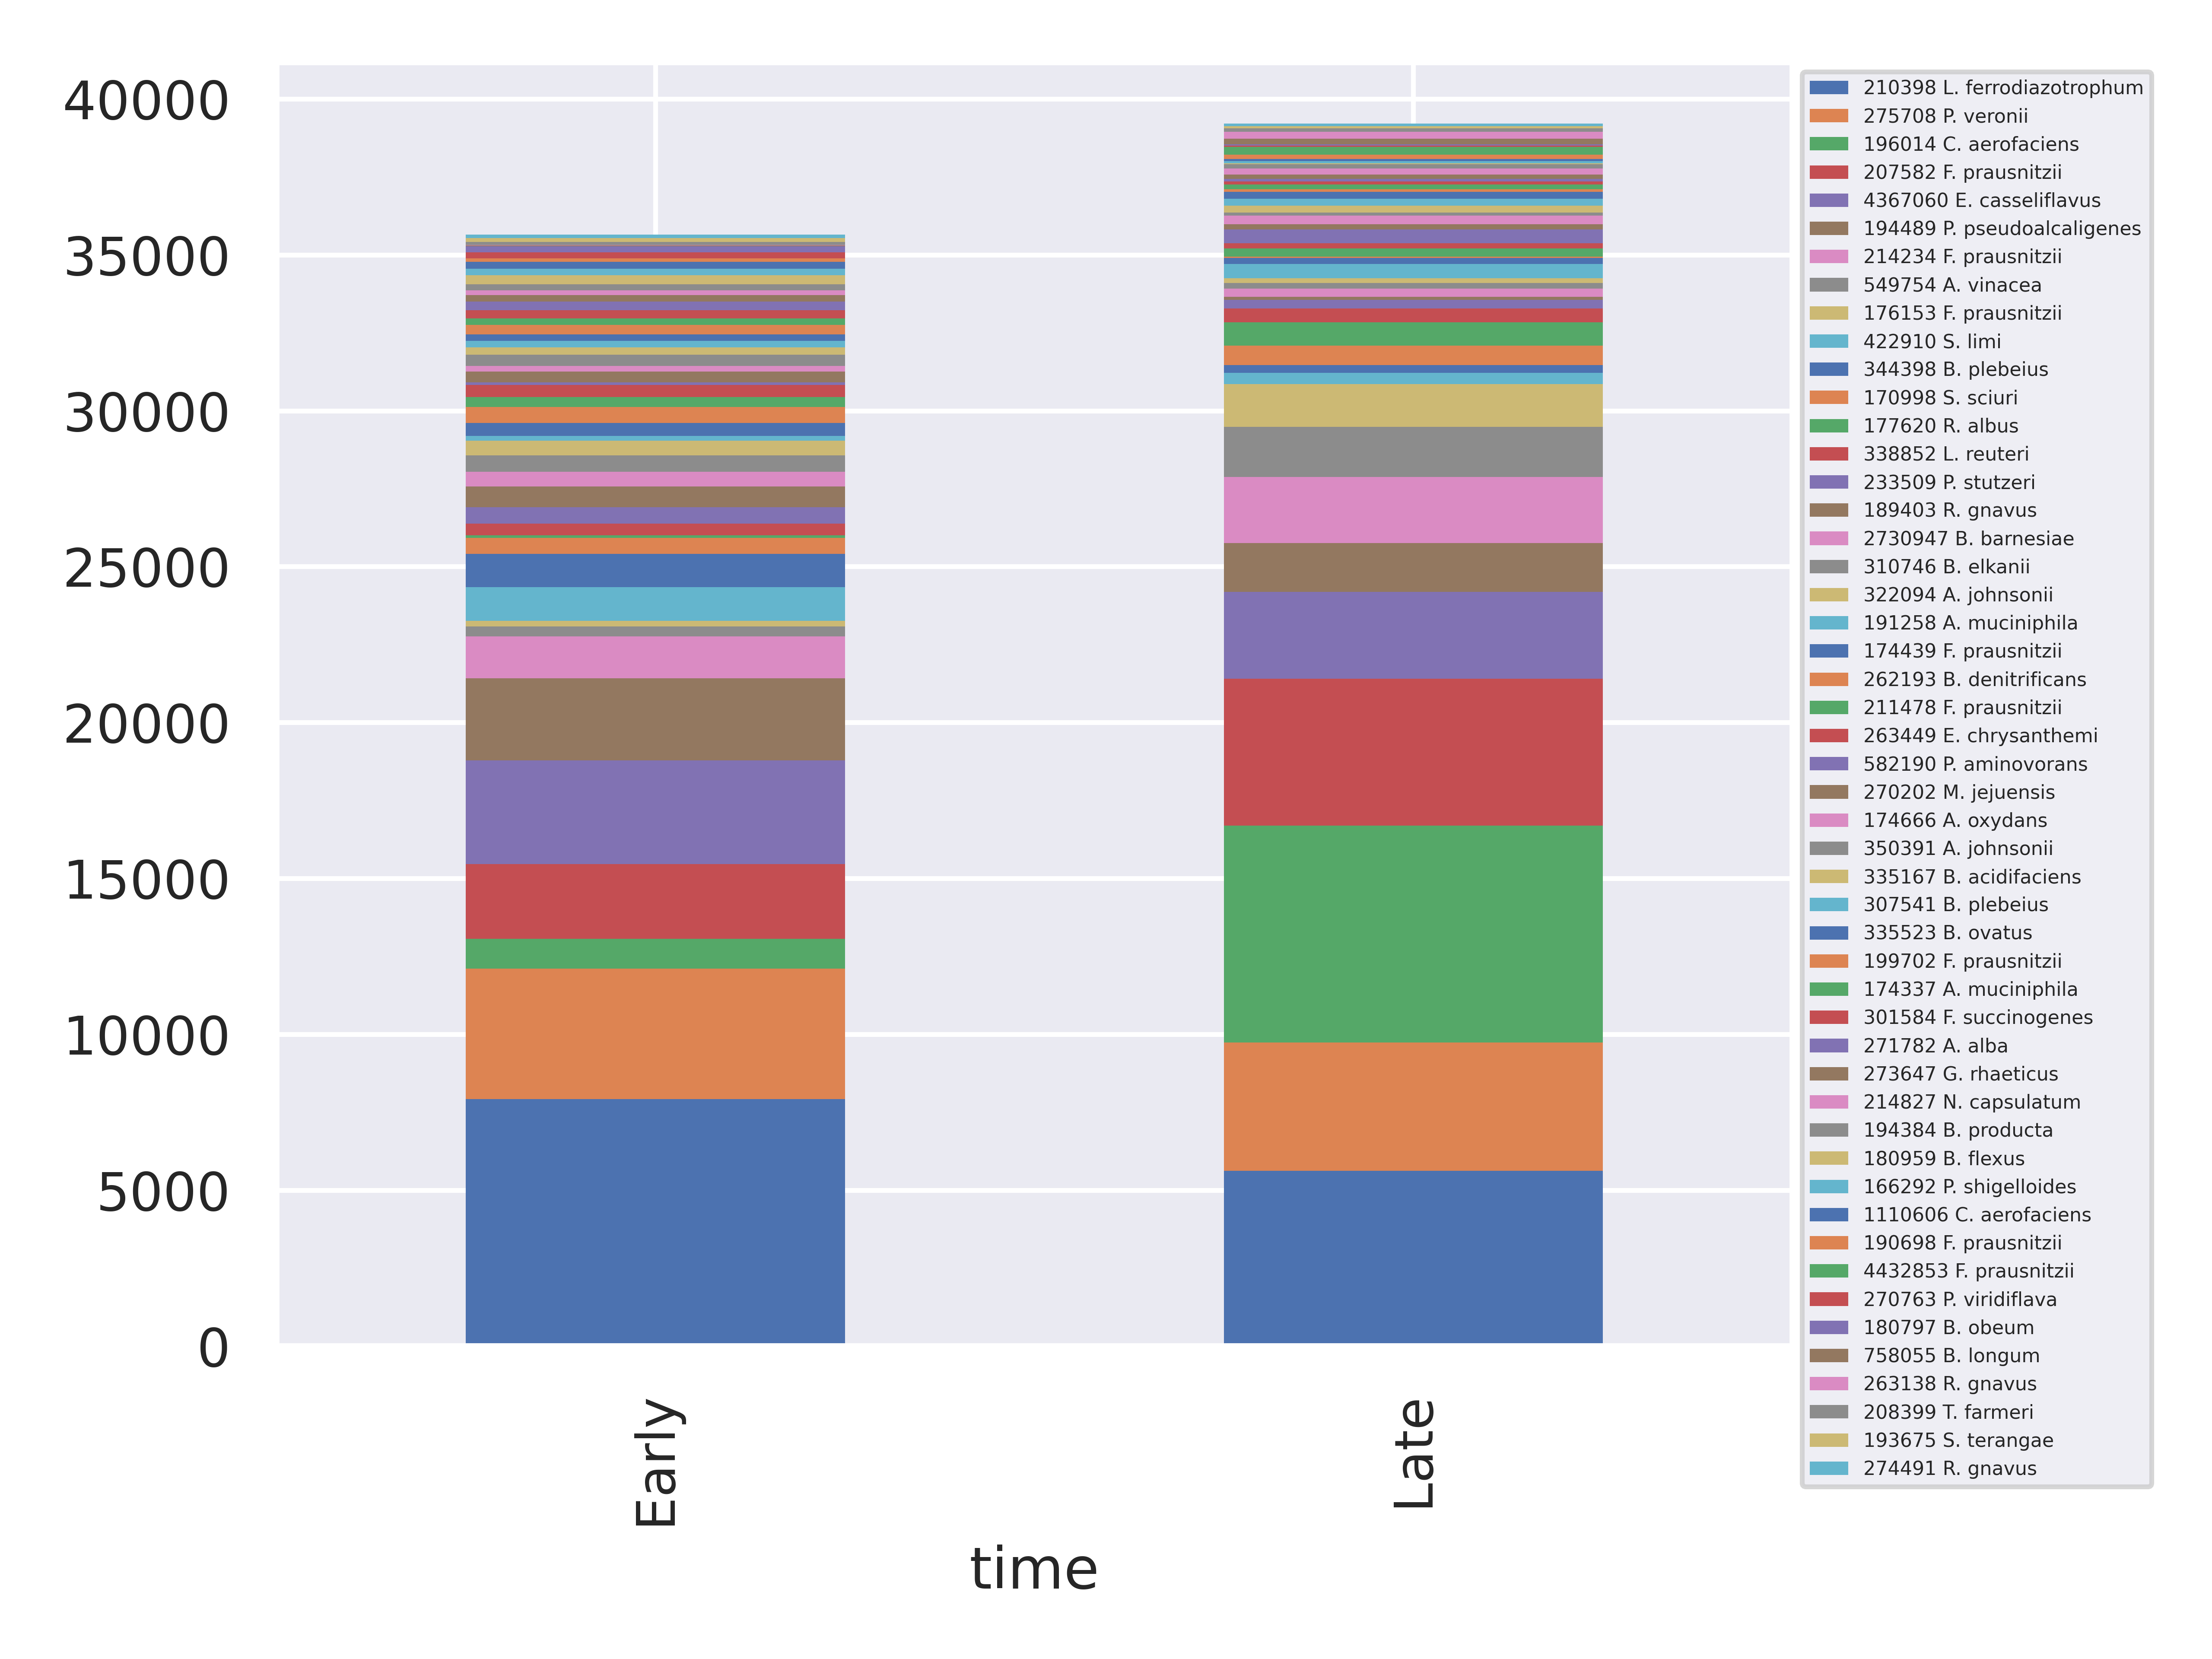 40000
35000
30000
25000
20000
15000
10000
5000
0
Early
Late
time
210398 L. ferrodiazotrophum
275708 P. veronii
196014 C. aerofaciens
207582 F. prausnitzii
4367060 E. casseliflavus
194489 P. pseudoalcaligenes
214234 F. prausnitzii
549754 A. vinacea
176153 F. prausnitzii
422910 S. limi
344398 B. plebeius
170998 S. sciuri
177620 R. albus
338852 L. reuteri
233509 P. stutzeri
189403 R. gnavus
2730947 B. barnesiae
310746 B. elkanii
322094 A. johnsonii
191258 A. muciniphila
174439 F. prausnitzii
262193 B. denitrificans
211478 F. prausnitzii
263449 E. chrysanthemi
582190 P. aminovorans
270202 M. jejuensis
174666 A. oxydans
350391 A. johnsonii
335167 B. acidifaciens
307541 B. plebeius
335523 B. ovatus
199702 F. prausnitzii
174337 A. muciniphila
301584 F. succinogenes
271782 A. alba
273647 G. rhaeticus
214827 N. capsulatum
194384 B. producta
180959 B. flexus
166292 P. shigelloides
1110606 C. aerofaciens
190698 F. prausnitzii
4432853 F. prausnitzii
270763 P. viridiflava
180797 B. obeum
758055 B. longum
263138 R. gnavus
208399 T. farmeri
193675 S. terangae
274491 R. gnavus